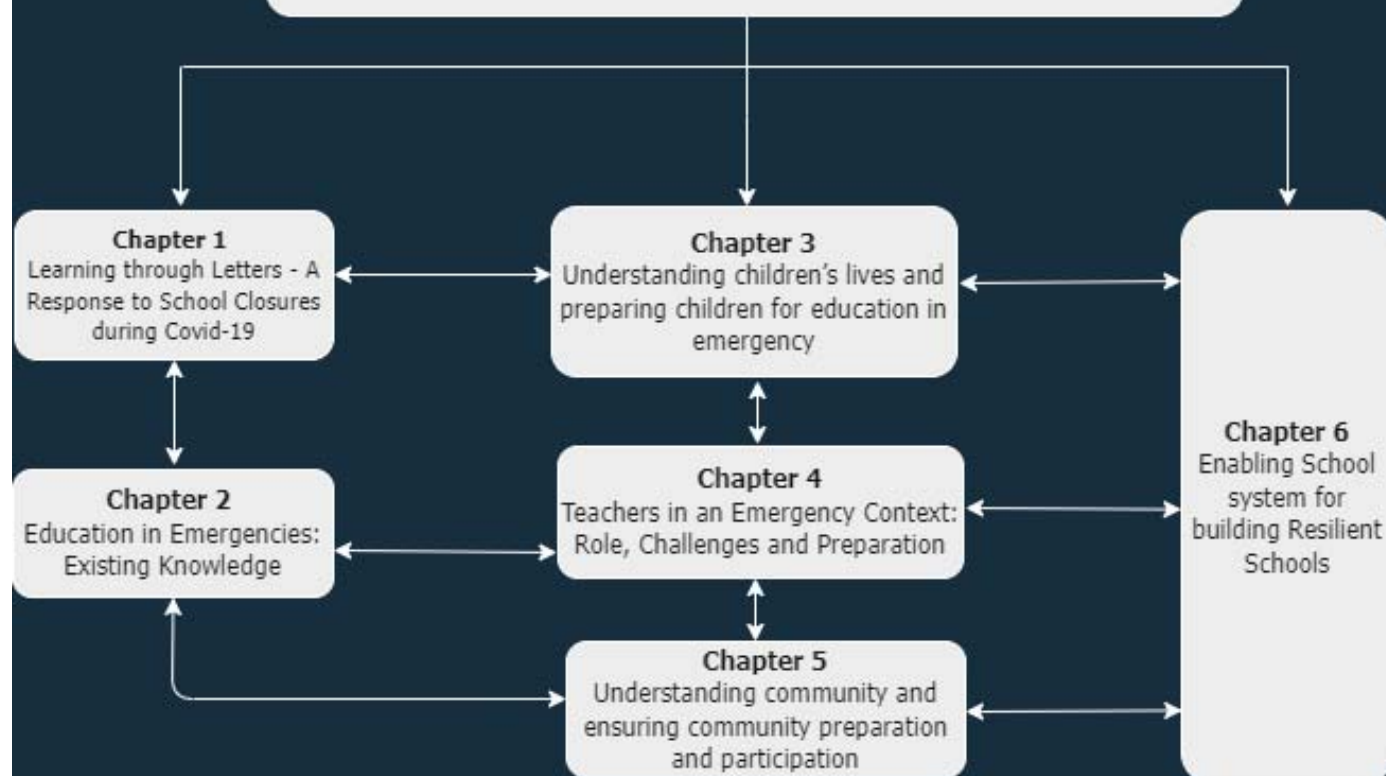 Chapter 1
Learning through Letters - A
Response to School Closures
during Covid-19
Chapter 2
Education in Emergencies:
Existing Knowledge
Chapter 3
Understanding children's lives and
preparing children for education in
emergency
Chapter 4
Teachers in an Emergency Context:
Role, Challenges and Preparation
Chapter 5
Understanding community and
ensuring community preparation
and participation
Chapter 6
Enabling School
system for
building Resilient
Schools